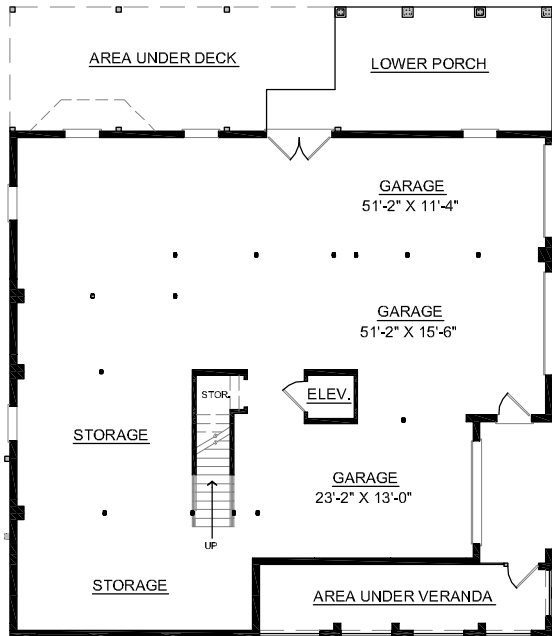 AREA UNDER DECK
LOWER PORCH
GARAGE
51'-2" X 11'-4"
GARAGE
51'-2" X 15'-6"
STOR.
ELEV.
STORAGE
GARAGE
23'-2" X 13'-0"
UP
STORAGE
AREA UNDER VERANDA